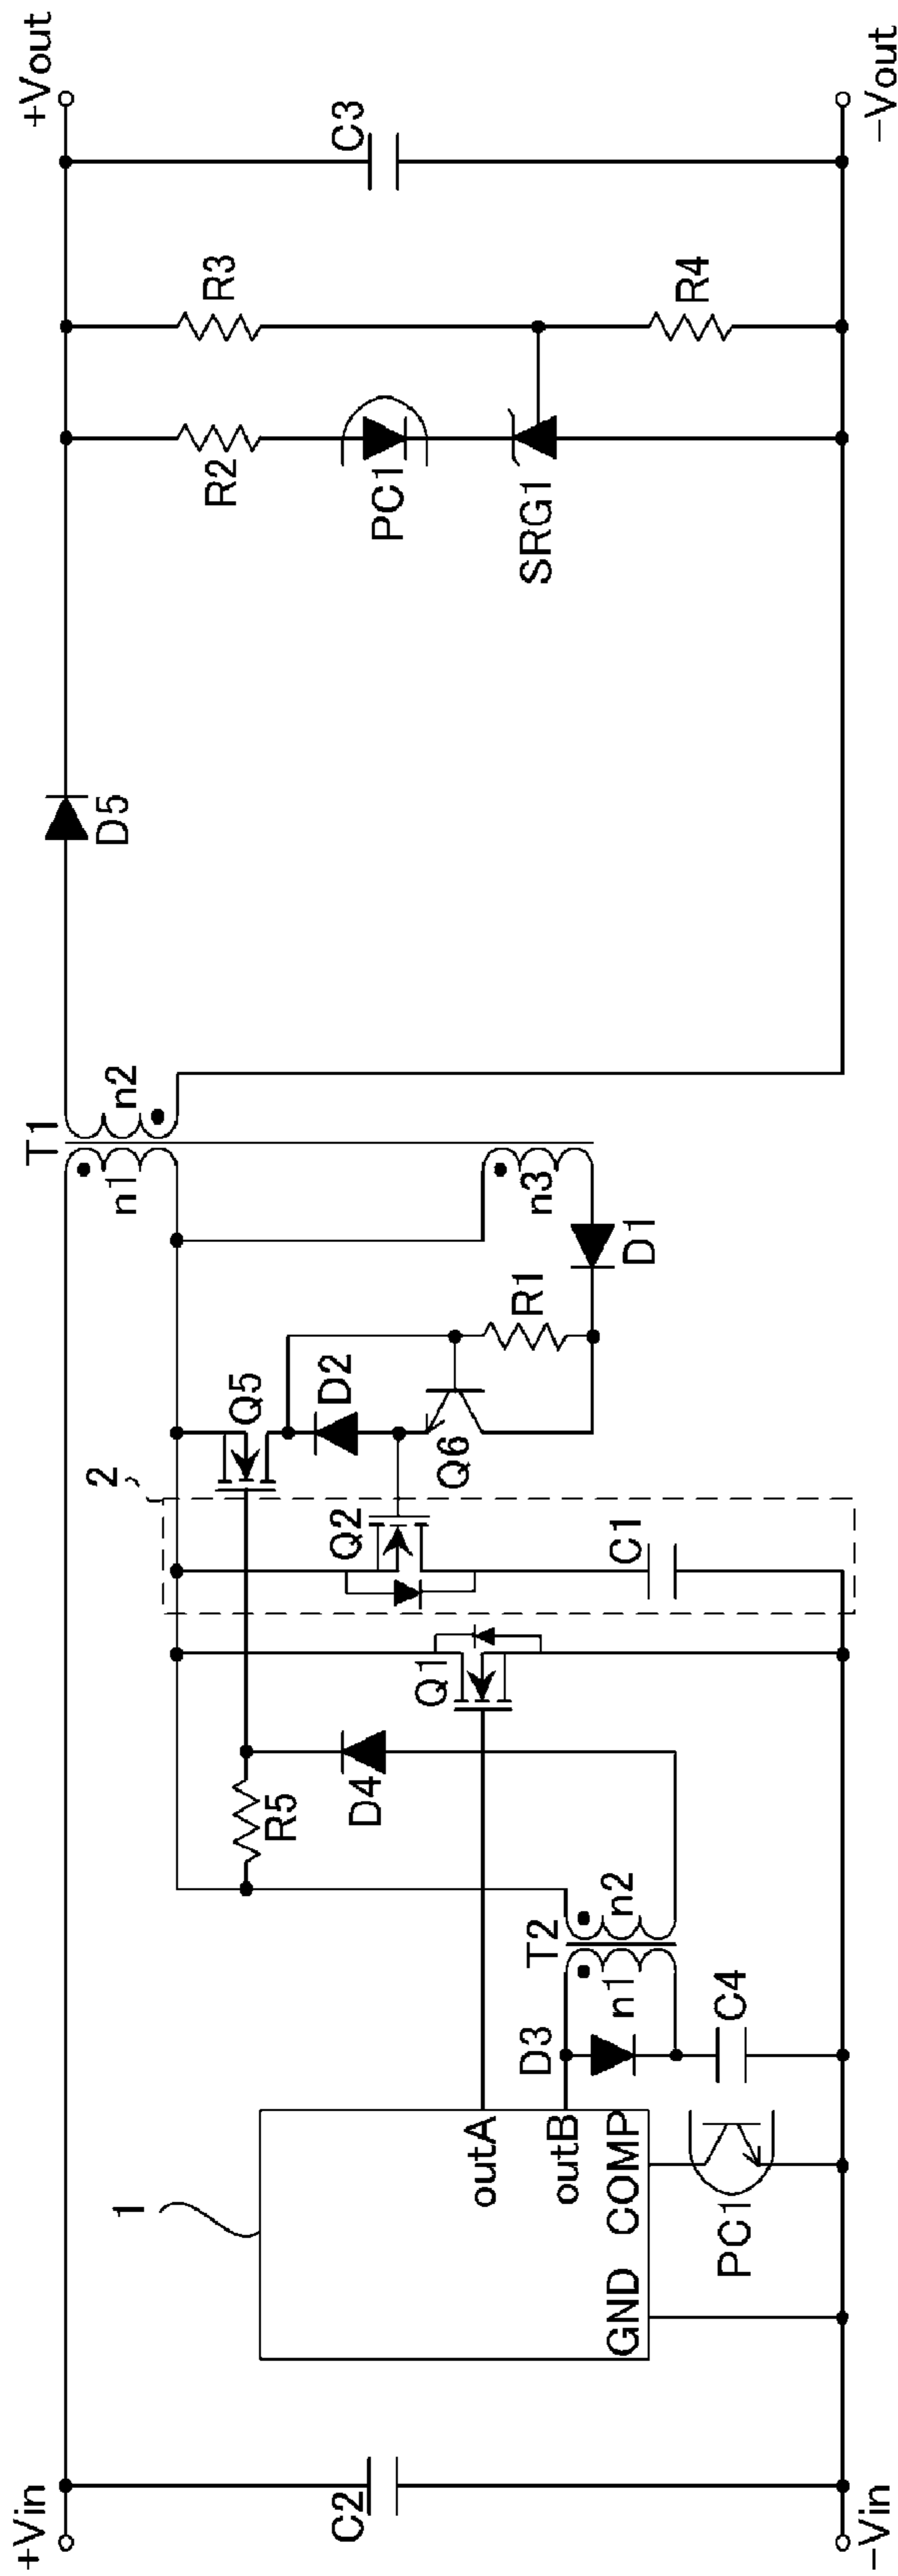 +Vin
-Vin
C2
1
GND
COMP
outA
outB
PC1
D3
C4
T2
n1
n2
R5
D4
Q1
2
Q2
C1
Q5
D2
Q6
R1
D1
T1
n1
n2
n3
D5
R2
PC1
SRG1
R3
R4
C3
+Vout
-Vout